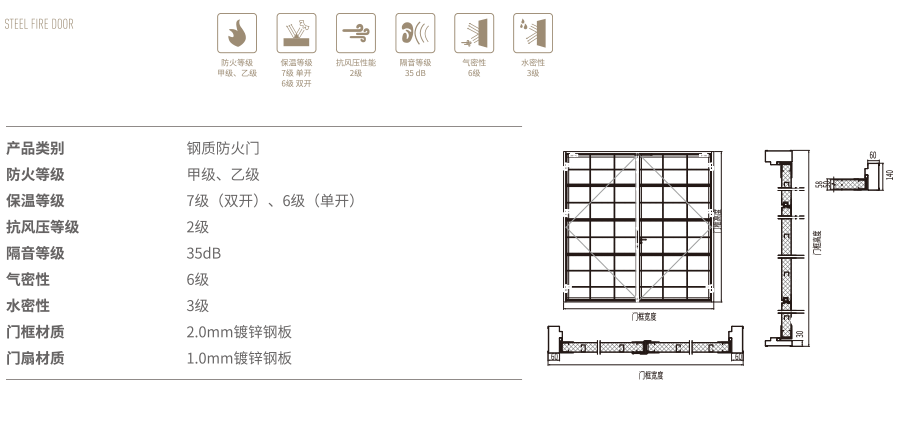 STEEL FIRE DOOR
防火等级
甲级、乙级
保温等级
7级 单开
6级 双开
抗风压性能
2级
隔音等级
35 dB
气密性
6级
水密性
3级
产品类别 钢质防火门
防火等级 甲级、乙级
保温等级 7级（双开）、6级（单开）
抗风压等级 2级
隔音等级 35dB
气密性 6级
水密性 3级
门框材质 2.0mm镀锌钢板
门扇材质 1.0mm镀锌钢板
门框高度
门框宽度
60
60
门框宽度
门框高度
30
60
140
58